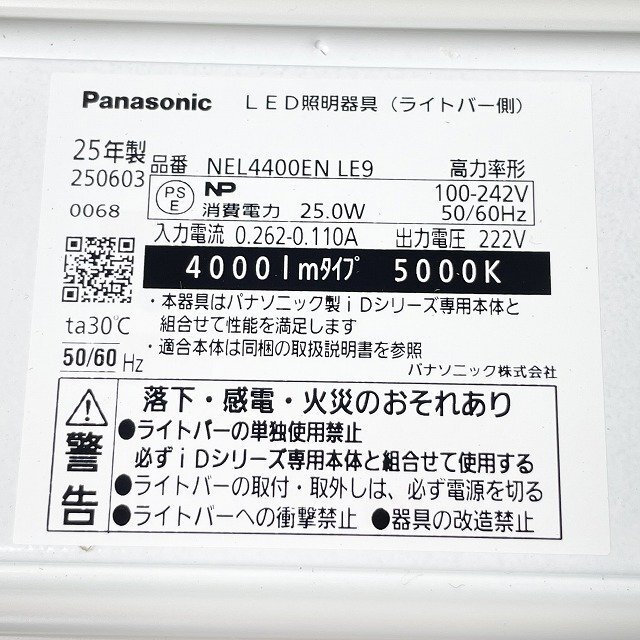 Panasonic LED照明器具（ライトバー側）
25年製 品番 NEL4400EN LE9 高力率形
250603 PS E NP 100-242V
0068 消費電力 25.0W 50/60Hz
入力電流 0.262-0.110A 出力電圧 222V
4000lmタイプ 5000K
・本器具はパナソニック製iDシリーズ専用本体と
組合せて性能を満足します
ta30℃
・適合本体は同梱の取扱説明書を参照
50/60 Hz
パナソニック株式会社
警告
落下・感電・火災のおそれあり
●ライトバーの単独使用禁止
必ずiDシリーズ専用本体と組合せて使用する
●ライトバーの取付・取外しは、必ず電源を切る
●ライトバーへの衝撃禁止 ●器具の改造禁止